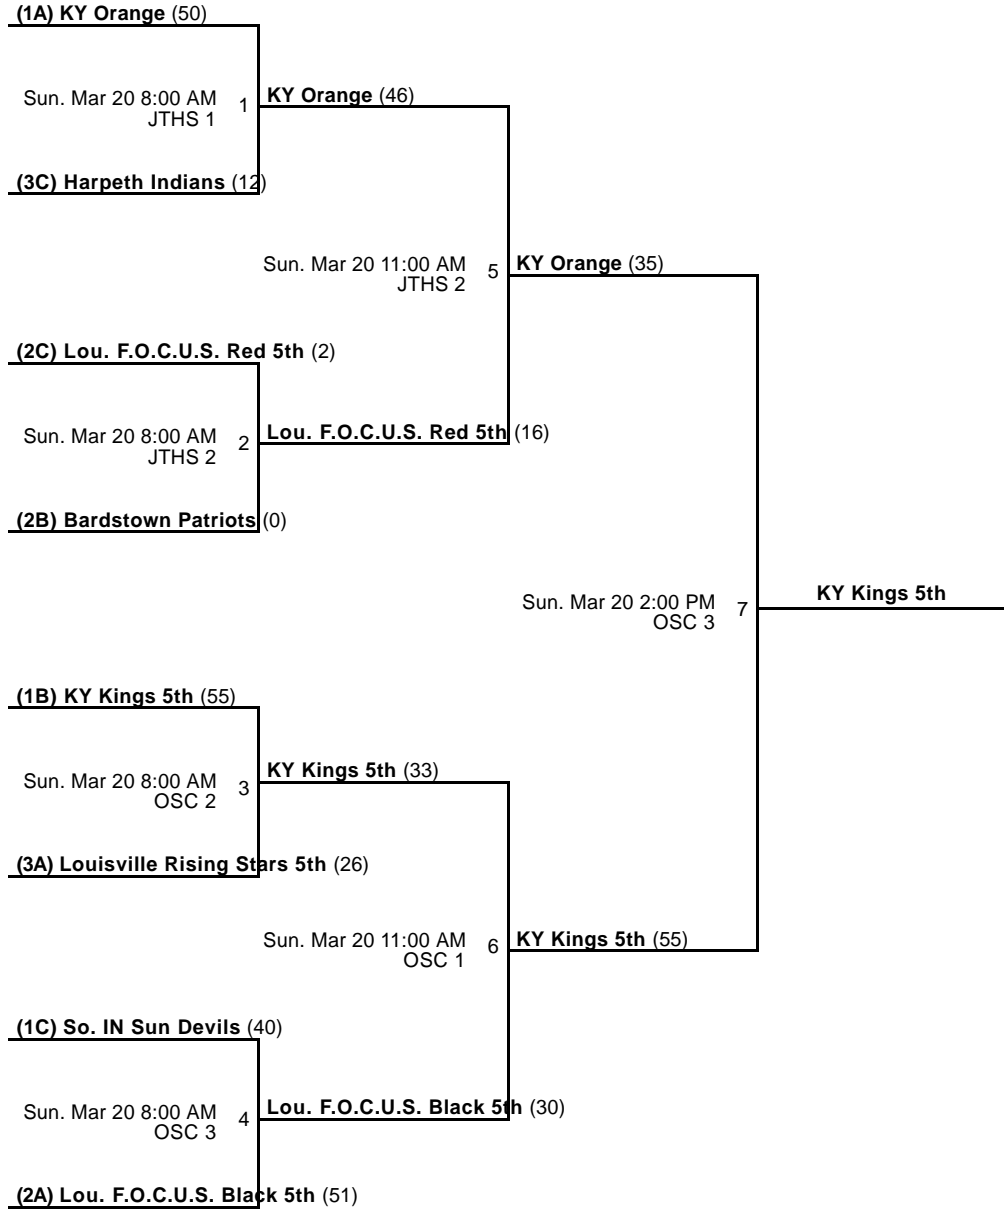 (1A) KY Orange (50)
Sun. Mar 20 8:00 AM
JTHS 1
1
KY Orange (46)
(3C) Harpeth Indians (12)
Sun. Mar 20 11:00 AM
JTHS 2
5
KY Orange (35)
(2C) Lou. F.O.C.U.S. Red 5th (2)
Sun. Mar 20 8:00 AM
JTHS 2
2
Lou. F.O.C.U.S. Red 5th (16)
(2B) Bardstown Patriots (0)
Sun. Mar 20 2:00 PM
OSC 3
7
KY Kings 5th
(1B) KY Kings 5th (55)
Sun. Mar 20 8:00 AM
OSC 2
3
KY Kings 5th (33)
(3A) Louisville Rising Stars 5th (26)
Sun. Mar 20 11:00 AM
OSC 1
6
KY Kings 5th (55)
(1C) So. IN Sun Devils (40)
Sun. Mar 20 8:00 AM
OSC 3
4
Lou. F.O.C.U.S. Black 5th (30)
(2A) Lou. F.O.C.U.S. Black 5th (51)